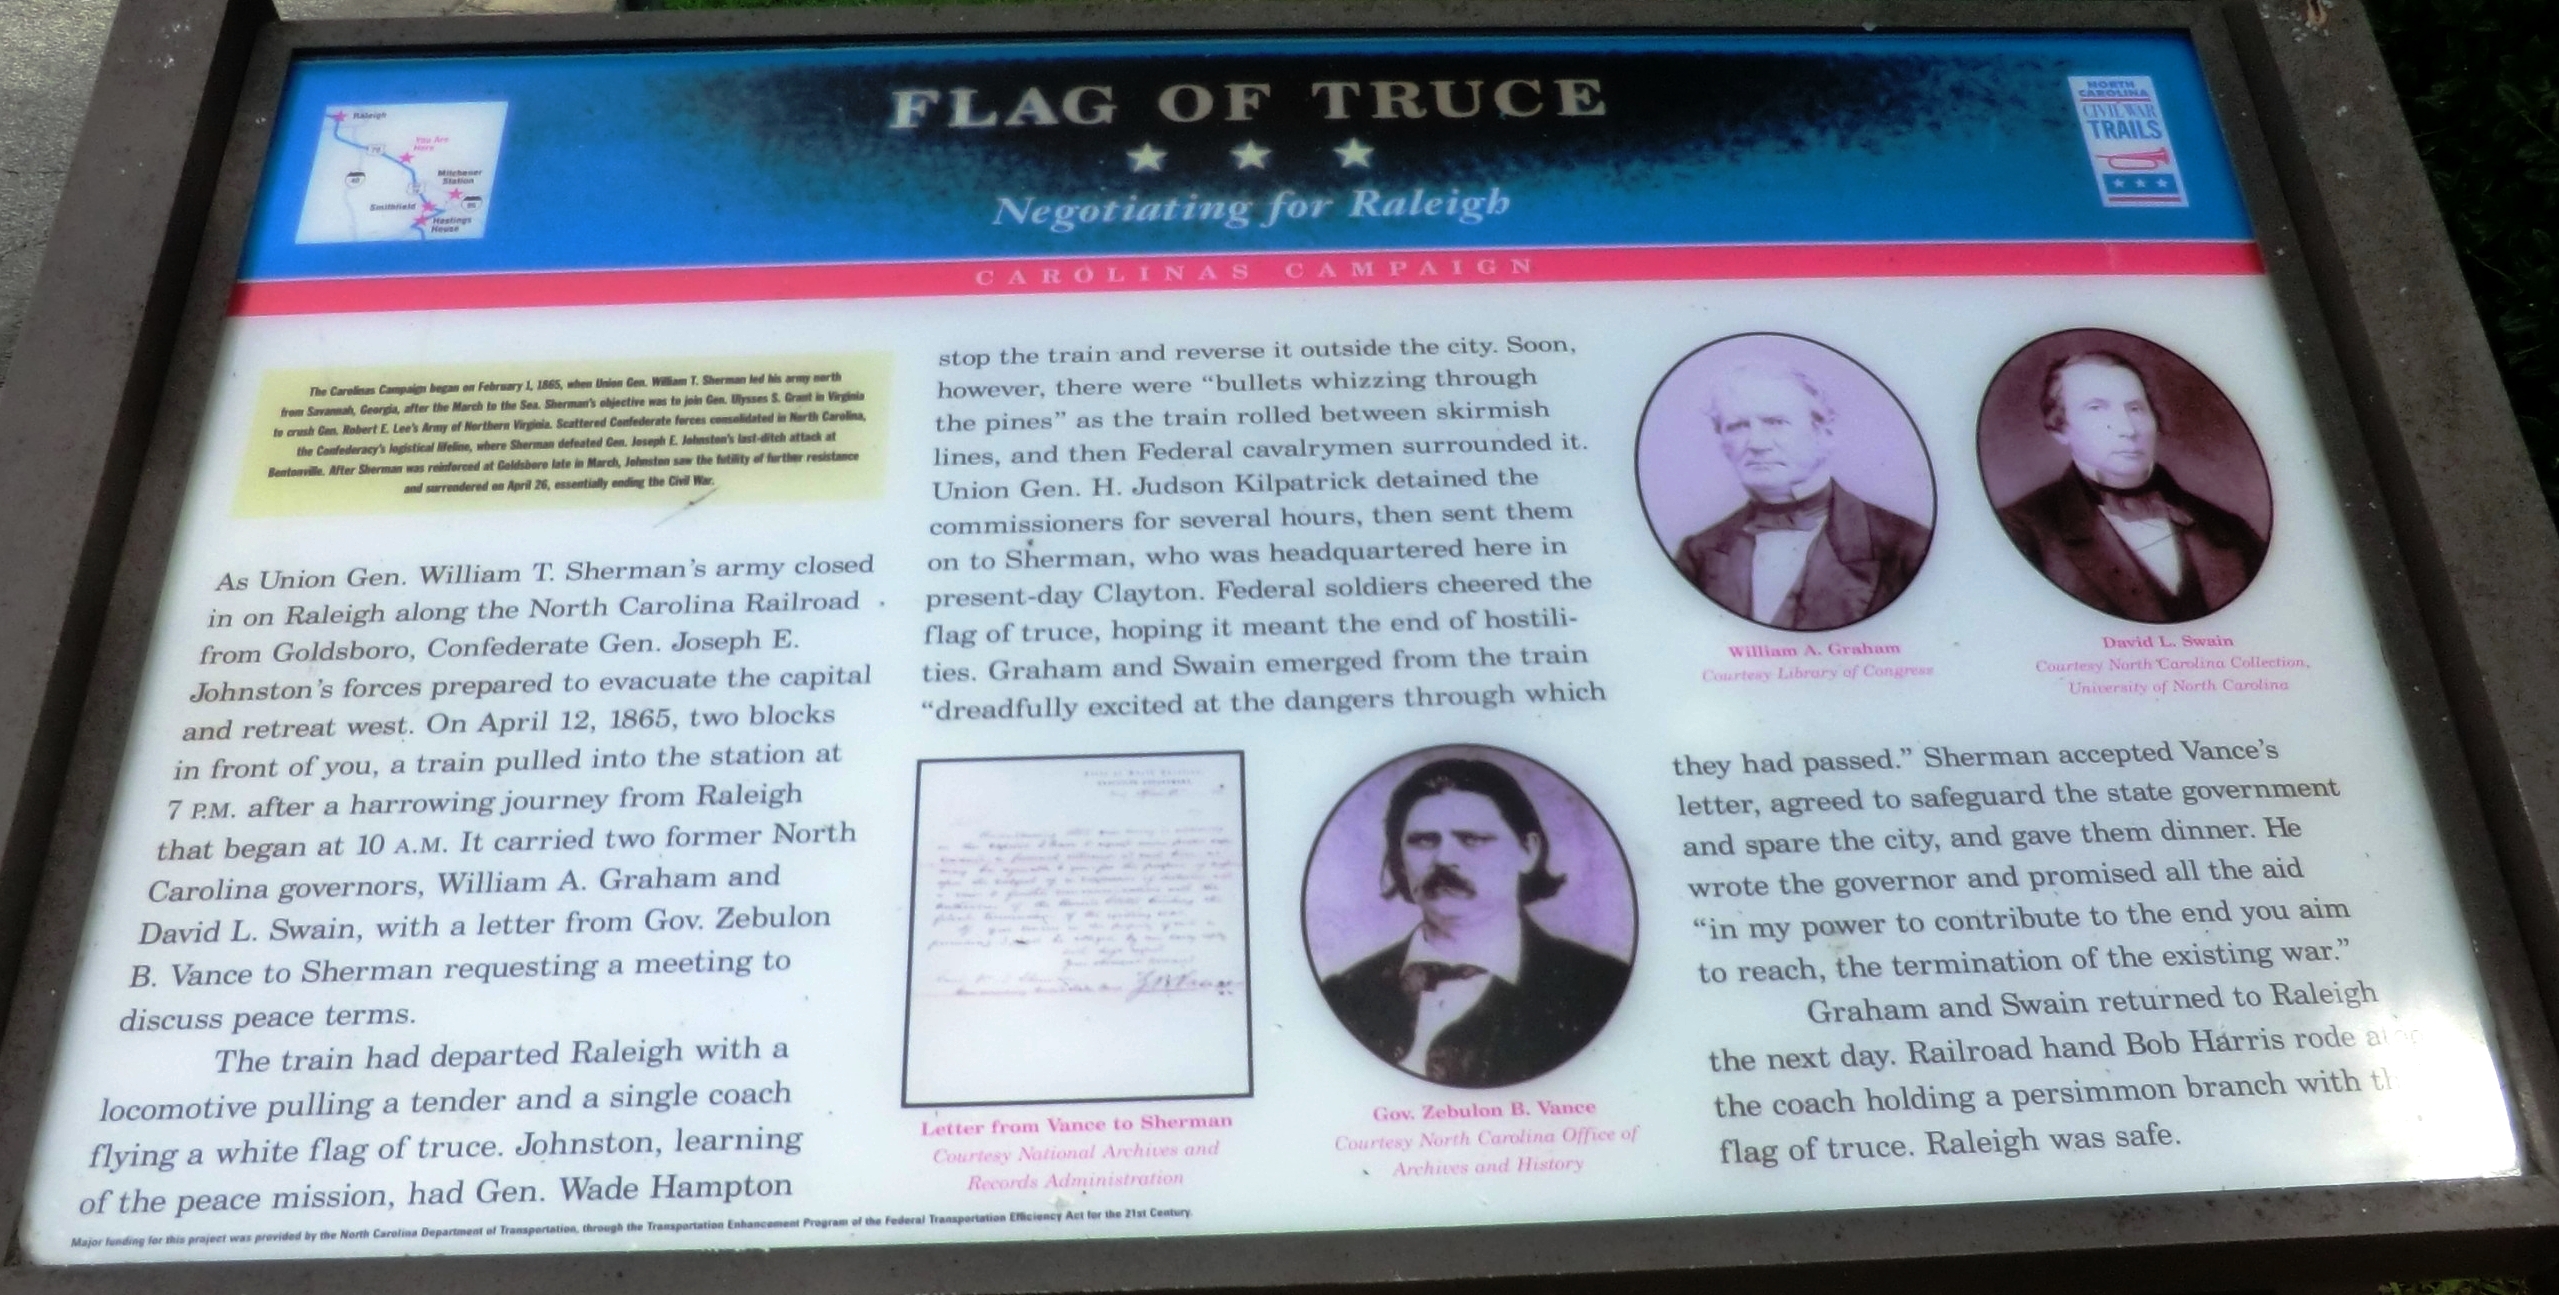 FLAG OF TRUCE
Negotiating for Raleigh
CAROLINAS CAMPAIGN
Raleigh
You Are
Here
70
40
Mitchener
Station
95
Smithfield
Hastings
House
NORTH
CAROLINA
CIVIL WAR
TRAILS
The Carolinas Campaign began on February 1, 1865, when Union Gen. William T. Sherman led his army north
from Savannah, Georgia, after the March to the Sea. Sherman's objective was to join Gen. Ulysses S. Grant in Virginia
to crush Gen. Robert E. Lee's Army of Northern Virginia. Scattered Confederate forces consolidated in North Carolina,
the Confederacy's logistical lifeline, where Sherman defeated Gen. Joseph E. Johnston's last-ditch attack at
Bentonville. After Sherman was reinforced at Goldsboro late in March, Johnston saw the futility of further resistance
and surrendered on April 26, essentially ending the Civil War.
As Union Gen. William T. Sherman's army closed
in on Raleigh along the North Carolina Railroad
from Goldsboro, Confederate Gen. Joseph E.
Johnston's forces prepared to evacuate the capital
and retreat west. On April 12, 1865, two blocks
in front of you, a train pulled into the station at
7 P.M. after a harrowing journey from Raleigh
that began at 10 A.M. It carried two former North
Carolina governors, William A. Graham and
David L. Swain, with a letter from Gov. Zebulon
B. Vance to Sherman requesting a meeting to
discuss peace terms.
The train had departed Raleigh with a
locomotive pulling a tender and a single coach
flying a white flag of truce. Johnston, learning
of the peace mission, had Gen. Wade Hampton
stop the train and reverse it outside the city. Soon,
however, there were "bullets whizzing through
the pines" as the train rolled between skirmish
lines, and then Federal cavalrymen surrounded it.
Union Gen. H. Judson Kilpatrick detained the
commissioners for several hours, then sent them
on to Sherman, who was headquartered here in
present-day Clayton. Federal soldiers cheered the
flag of truce, hoping it meant the end of hostili-
ties. Graham and Swain emerged from the train
"dreadfully excited at the dangers through which
Letter from Vance to Sherman
Courtesy National Archives and
Records Administration
Gov. Zebulon B. Vance
Courtesy North Carolina Office of
Archives and History
William A. Graham
Courtesy Library of Congress
David L. Swain
Courtesy North Carolina Collection,
University of North Carolina
they had passed." Sherman accepted Vance's
letter, agreed to safeguard the state government
and spare the city, and gave them dinner. He
wrote the governor and promised all the aid
"in my power to contribute to the end you aim
to reach, the termination of the existing war."
Graham and Swain returned to Raleigh
the next day. Railroad hand Bob Harris rode
the coach holding a persimmon branch with
flag of truce. Raleigh was safe.
Major funding for this project was provided by the North Carolina Department of Transportation, through the Transportation Enhancement Program of the Federal Transportation Efficiency Act for the 21st Century.